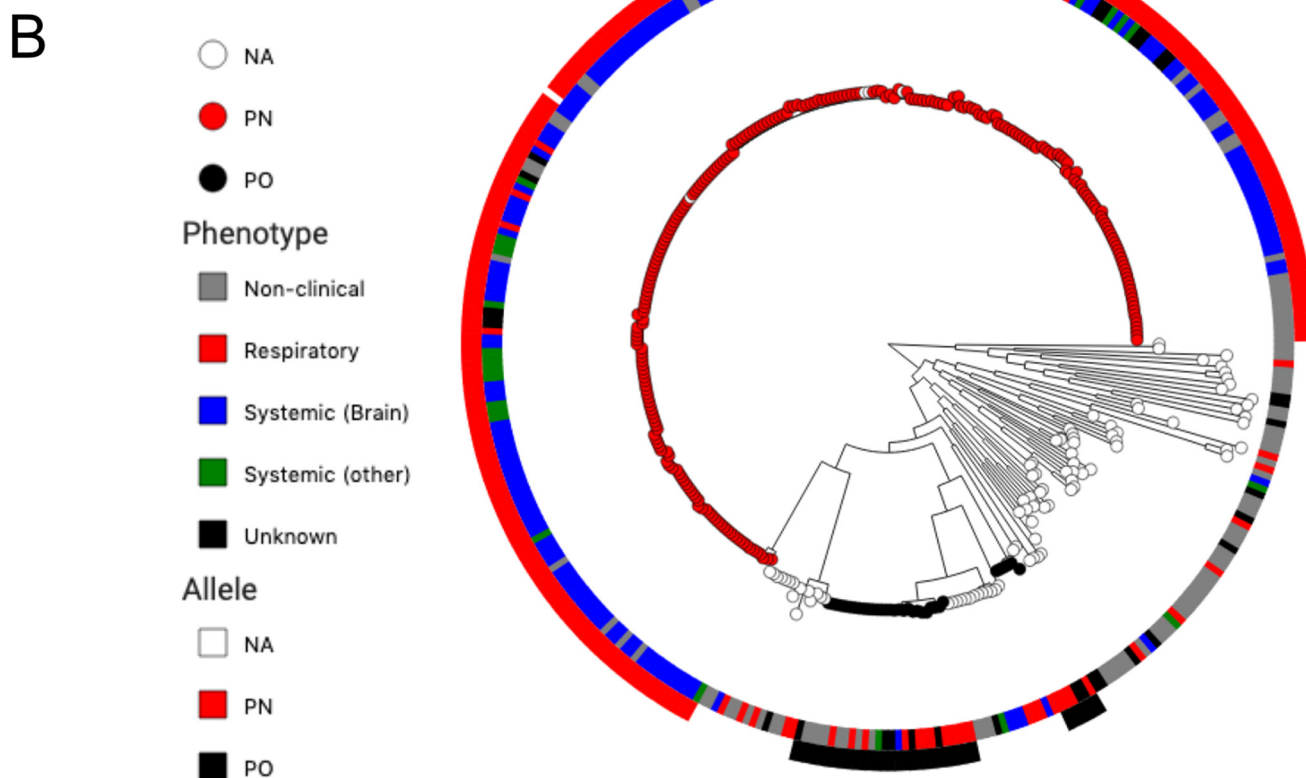 B
NA
PN
PO
Phenotype
Non-clinical
Respiratory
Systemic (Brain)
Systemic (other)
Unknown
Allele
NA
PN
PO